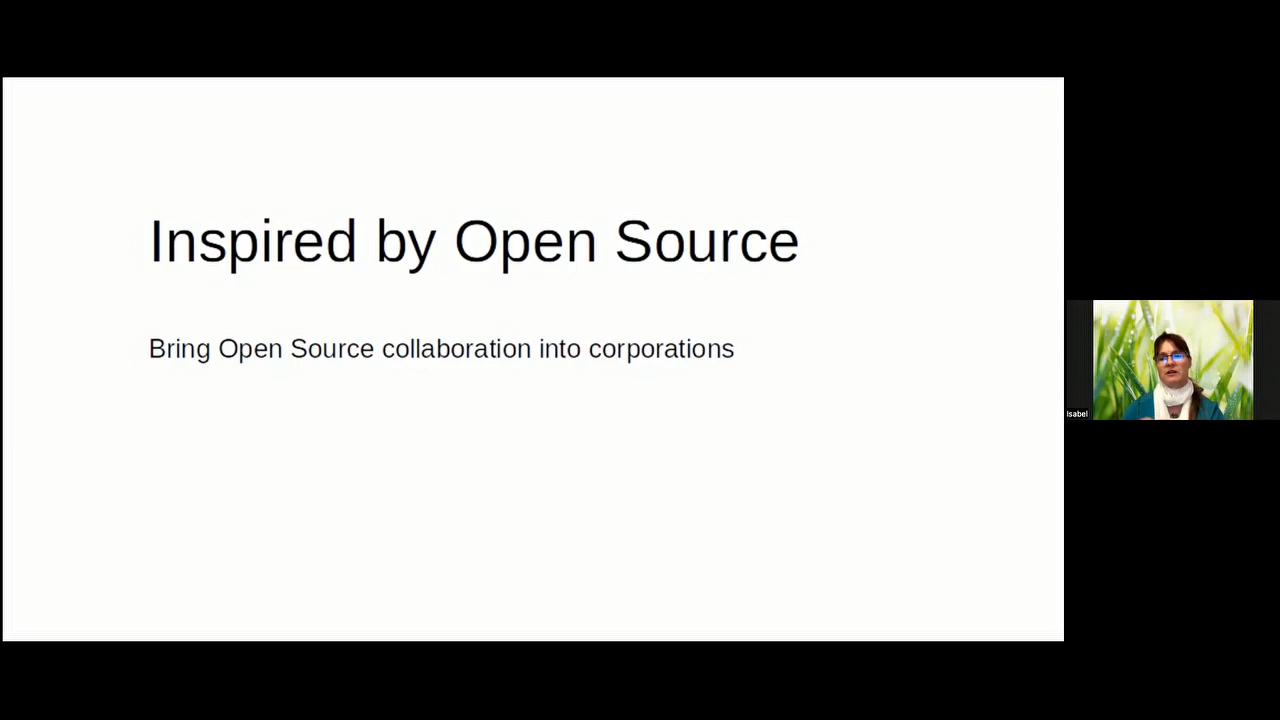 Inspired by Open Source
Bring Open Source collaboration into corporations
Isabel